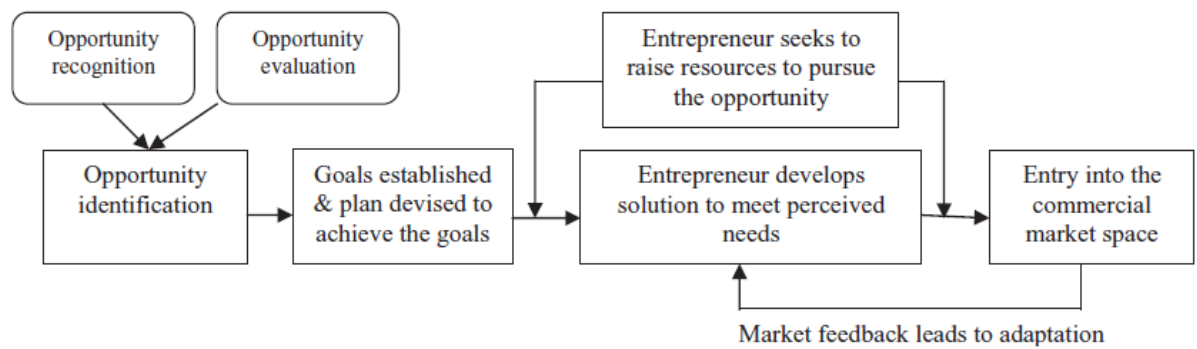 Opportunity
recognition
Opportunity
evaluation
Entrepreneur seeks to
raise resources to pursue
the opportunity
Opportunity
identification
Goals established
& plan devised to
achieve the goals
Entrepreneur develops
solution to meet perceived
needs
Entry into the
commercial
market space
Market feedback leads to adaptation